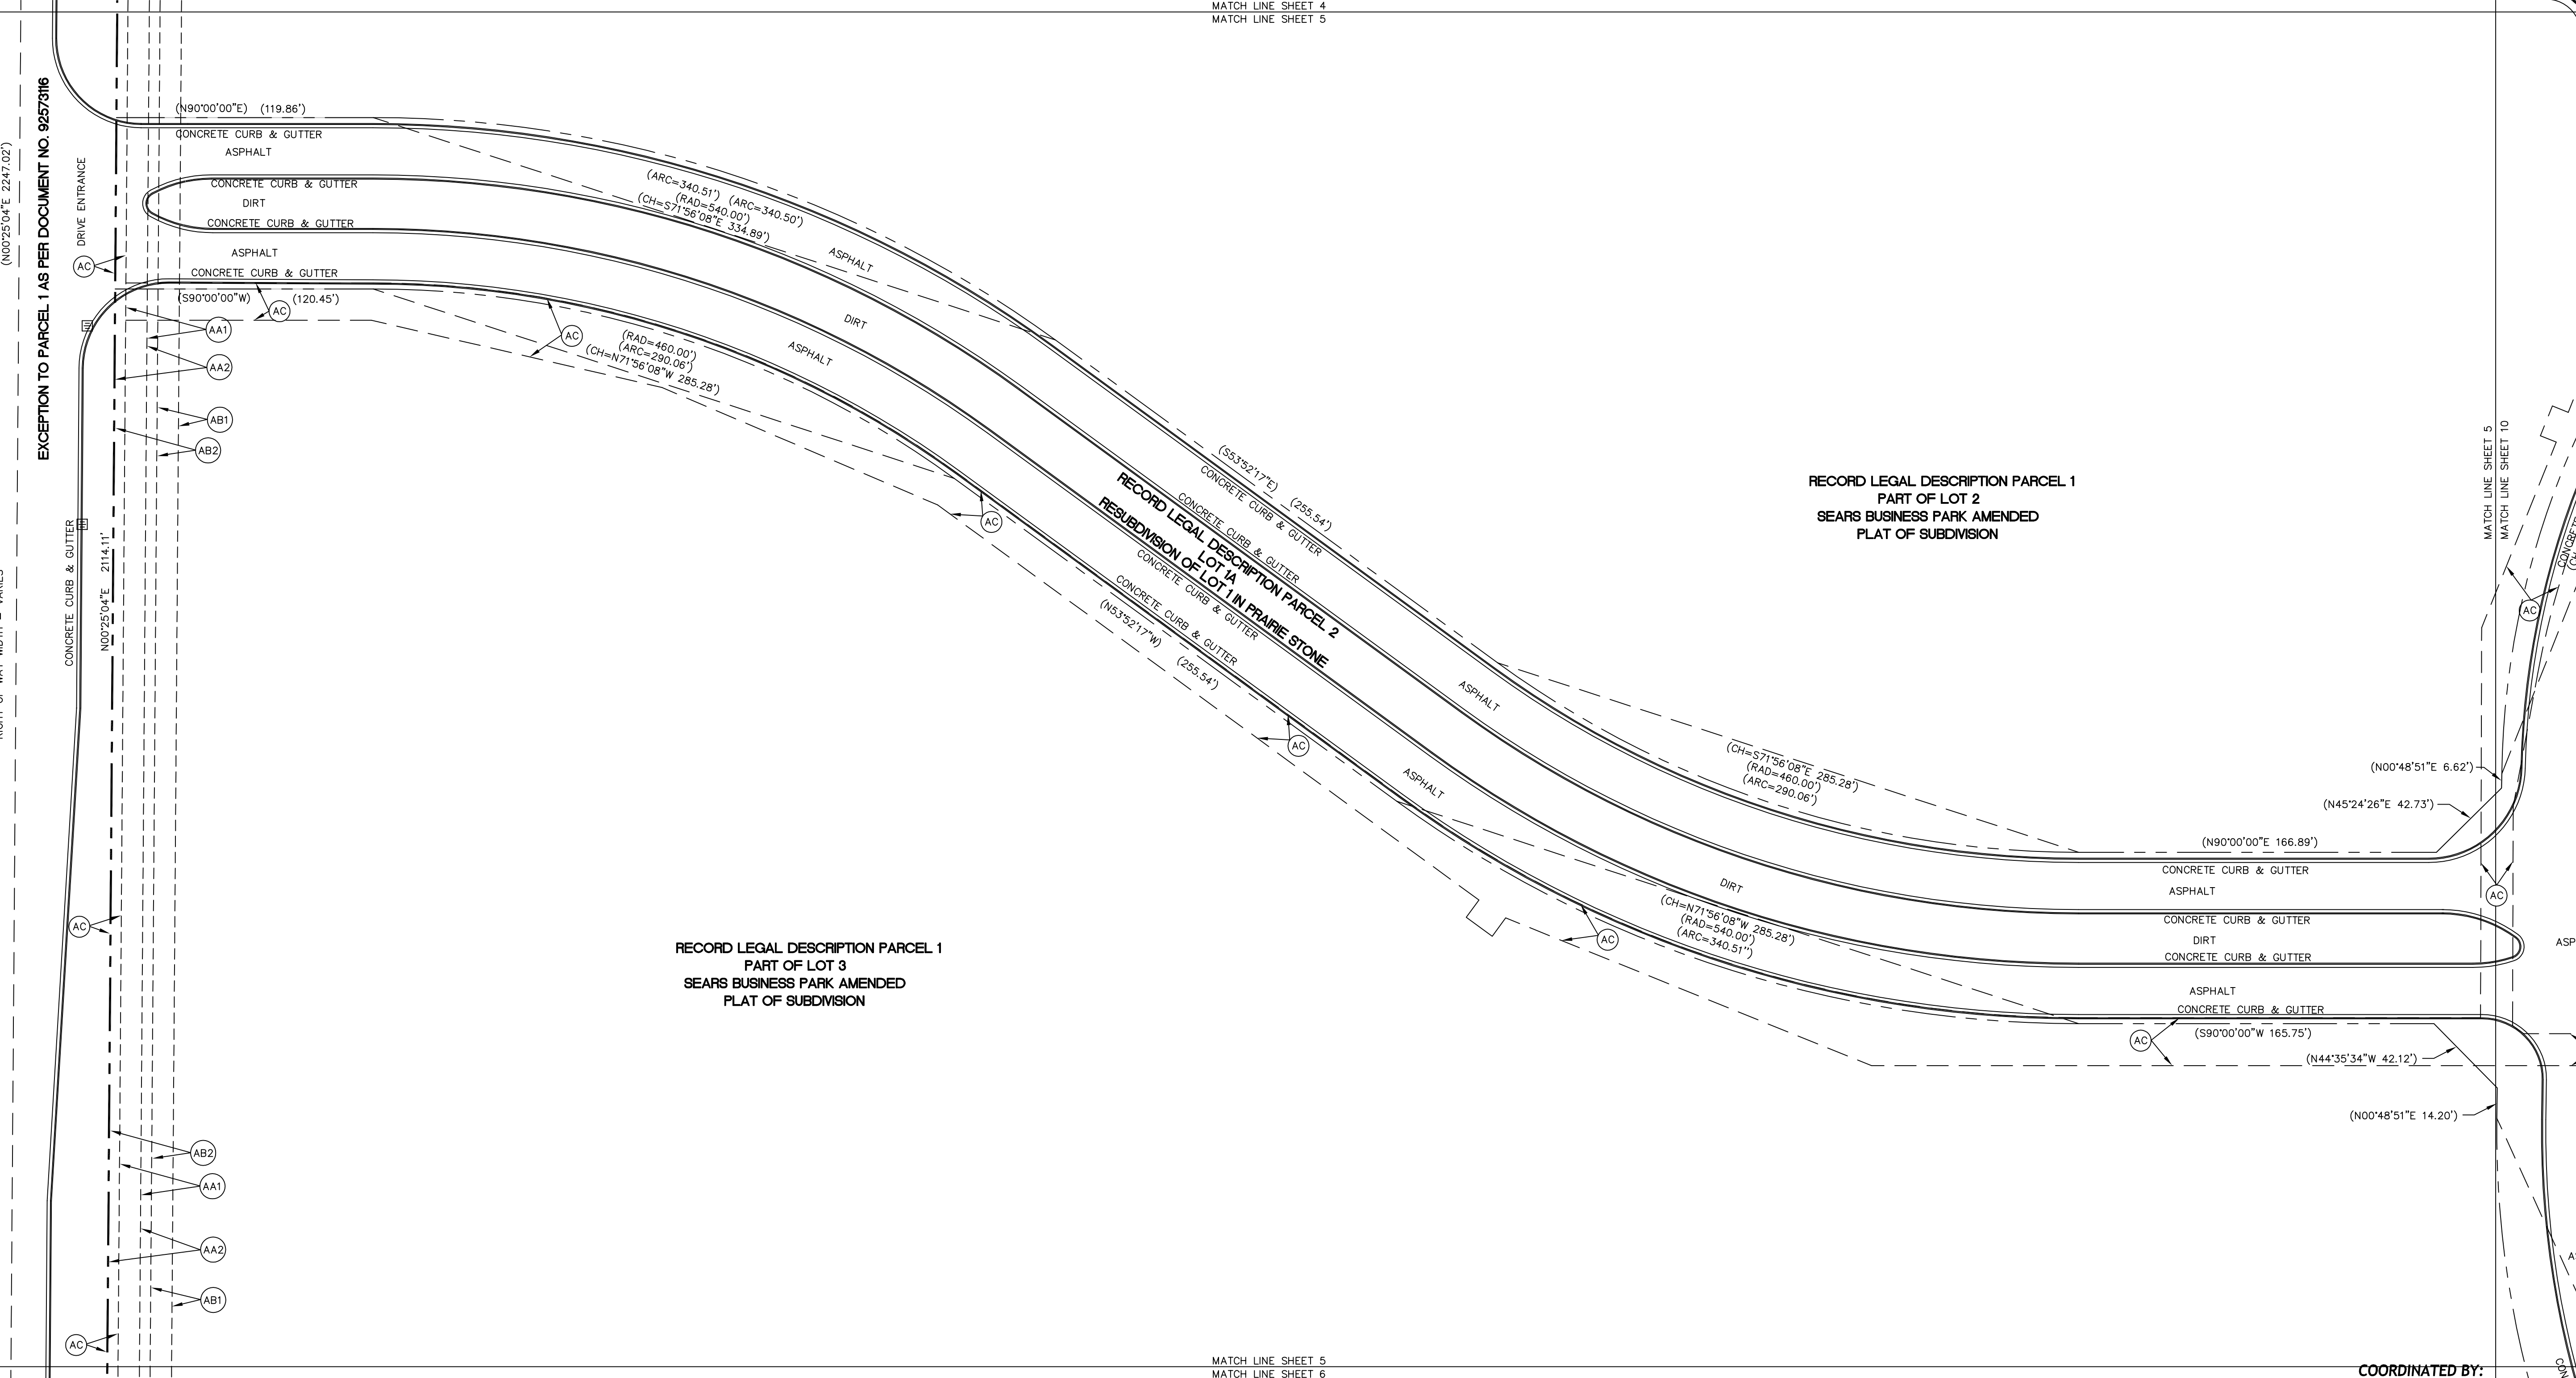 MATCH LINE SHEET 4
MATCH LINE SHEET 5
(N00°25'04"E 2247.02')
EXCEPTION TO PARCEL 1 AS PER DOCUMENT NO. 92573116
DRIVE ENTRANCE
(N90°00'00"E) (119.86')
CONCRETE CURB & GUTTER
ASPHALT
CONCRETE CURB & GUTTER
DIRT
CONCRETE CURB & GUTTER
ASPHALT
CONCRETE CURB & GUTTER
(S90°00'00"W) (120.45')
AC
AC
AA1
AA2
AB1
AB2
(ARC=340.51') (ARC=340.50')
(RAD=540.00')
(CH=S71°56'08"E 334.89')
ASPHALT
DIRT
ASPHALT
AC
(RAD=460.00')
(ARC=290.06')
(CH=N71°56'08"W 285.28')
AC
CONCRETE CURB & GUTTER
N00°25'04"E 2114.11'
(S53°52'17"E) (255.54')
CONCRETE CURB & GUTTER
CONCRETE CURB & GUTTER
RECORD LEGAL DESCRIPTION PARCEL 2
LOT 1A
RESUBDIVISION OF LOT 1 IN PRAIRIE STONE
CONCRETE CURB & GUTTER
CONCRETE CURB & GUTTER
(N53°52'17"W) (255.54')
AC
RECORD LEGAL DESCRIPTION PARCEL 1
PART OF LOT 2
SEARS BUSINESS PARK AMENDED
PLAT OF SUBDIVISION
MATCH LINE SHEET 5
MATCH LINE SHEET 10
AC
ASPHALT
ASPHALT
(CH=S71°56'08"E 285.28')
(RAD=460.00')
(ARC=290.06')
(N00°48'51"E 6.62')
(N45°24'26"E 42.73')
(N90°00'00"E 166.89')
CONCRETE CURB & GUTTER
ASPHALT
AC
CONCRETE CURB & GUTTER
DIRT
CONCRETE CURB & GUTTER
ASPHALT
CONCRETE CURB & GUTTER
(S90°00'00"W 165.75')
AC
(N44°35'34"W 42.12')
(N00°48'51"E 14.20')
DIRT
(CH=N71°56'08"W 285.28')
(RAD=540.00')
(ARC=340.51")
AC
AC
RECORD LEGAL DESCRIPTION PARCEL 1
PART OF LOT 3
SEARS BUSINESS PARK AMENDED
PLAT OF SUBDIVISION
AB2
AA1
AA2
AB1
AC
MATCH LINE SHEET 5
MATCH LINE SHEET 6
COORDINATED BY: